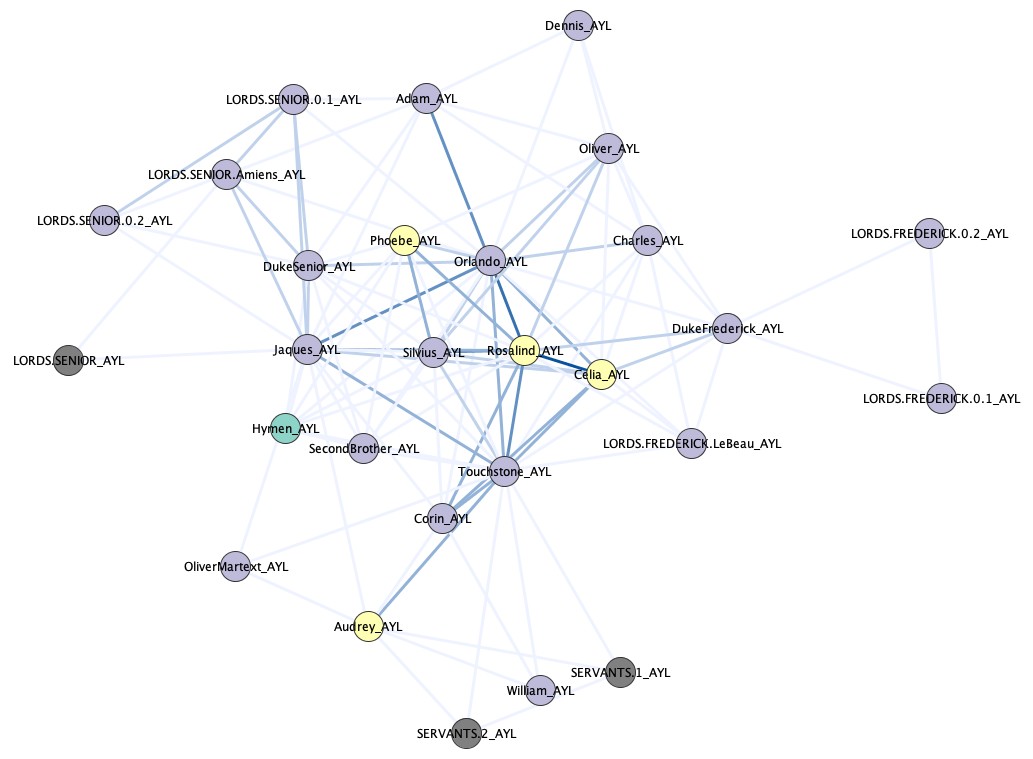 Dennis_AYL
LORDS.SENIOR.0.1_AYL
Adam_AYL
Oliver_AYL
LORDS.SENIOR.Amiens_AYL
LORDS.SENIOR.0.2_AYL
LORDS.FREDERICK.0.2_AYL
Phoebe_AYL
Charles_AYL
Orlando_AYL
DukeSenior_AYL
DukeFrederick_AYL
Jaques_AYL
Silvius_AYL
Rosalind_AYL
LORDS.SENIOR_AYL
Celia_AYL
LORDS.FREDERICK.0.1_AYL
Hymen_AYL
SecondBrother_AYL
LORDS.FREDERICK.LeBeau_AYL
Touchstone_AYL
Corin_AYL
OliverMartext_AYL
Audrey_AYL
SERVANTS.1_AYL
William_AYL
SERVANTS.2_AYL